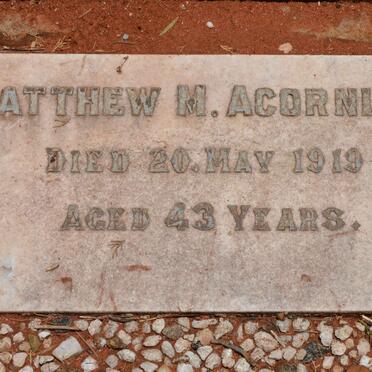 ATTHEW M. ACORN
DIED 20. MAY 1919
AGED 43 YEARS.